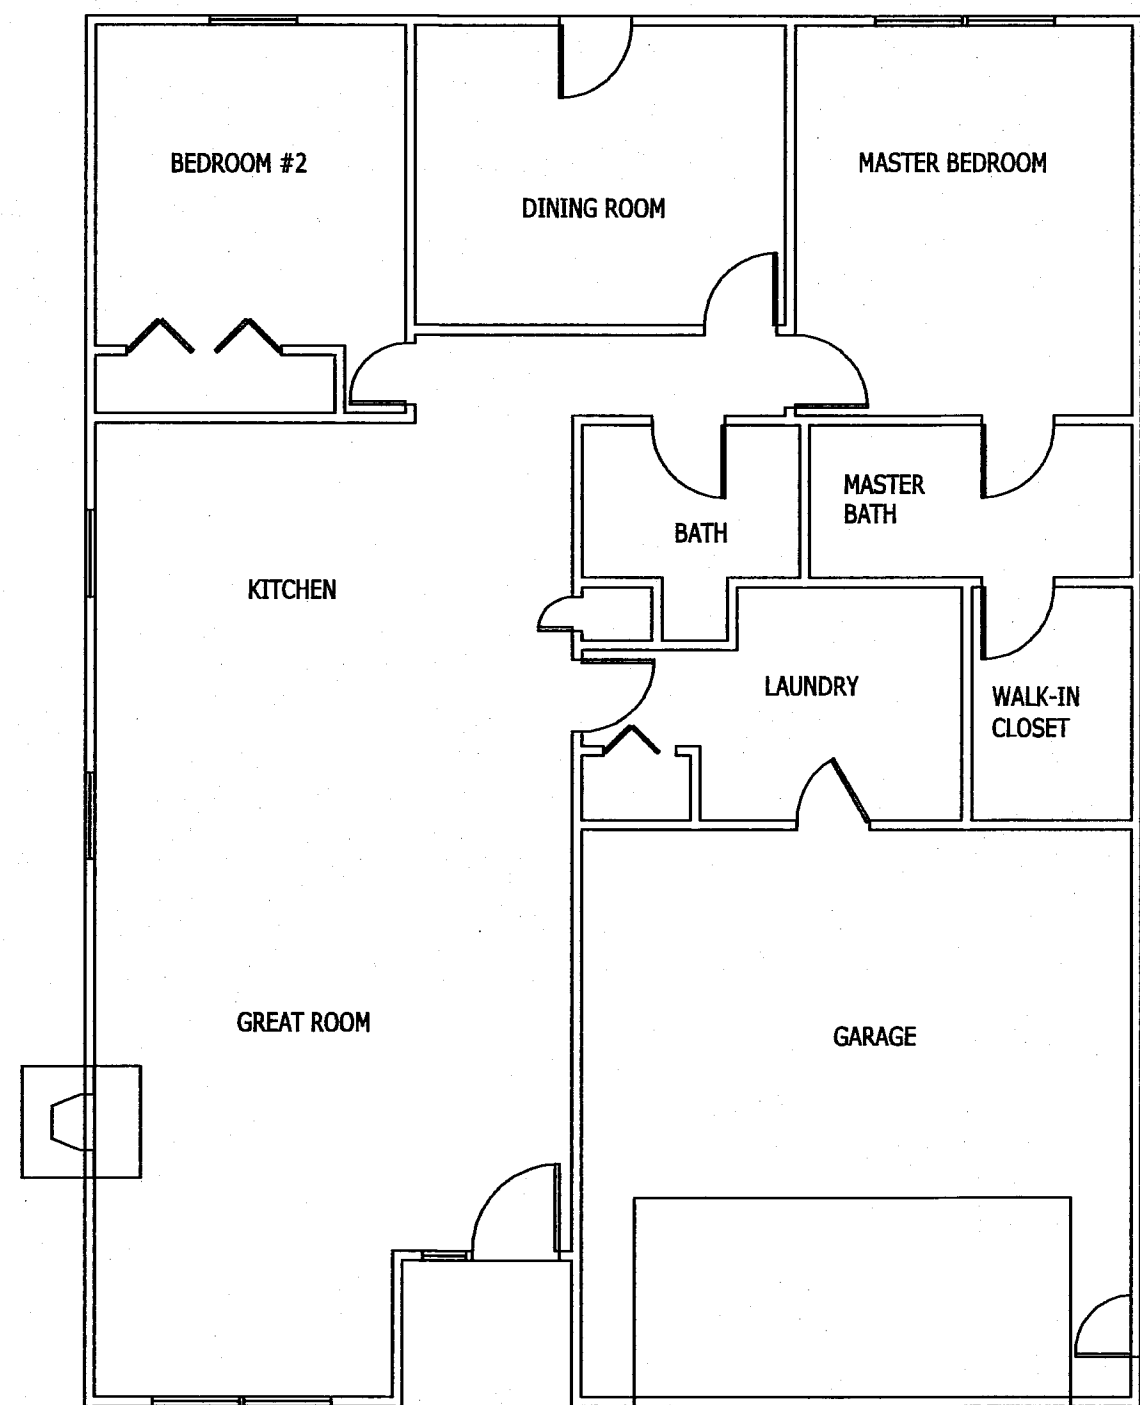 BEDROOM #2
MASTER BEDROOM
DINING ROOM
MASTER
BATH
BATH
KITCHEN
LAUNDRY
WALK-IN
CLOSET
GREAT ROOM
GARAGE